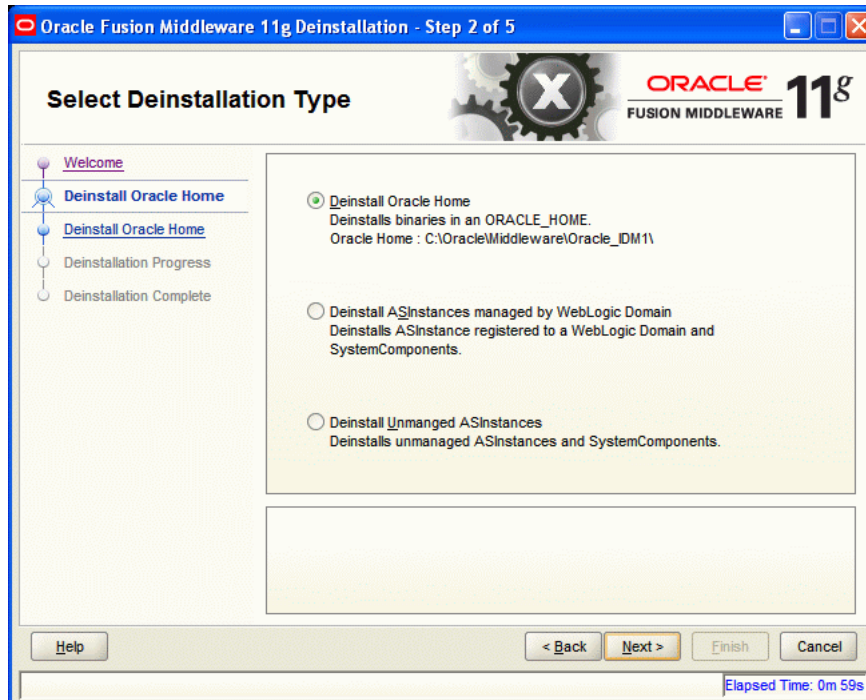 Oracle Fusion Middleware 11g Deinstallation - Step 2 of 5
Select Deinstallation Type
ORACLE
FUSION MIDDLEWARE
11g
Welcome
Deinstall Oracle Home
Deinstall Oracle Home
Deinstallation Progress
Deinstallation Complete
Deinstall Oracle Home
Deinstalls binaries in an ORACLE_HOME.
Oracle Home : C:\Oracle\Middleware\Oracle_IDM1\
Deinstall ASInstances managed by WebLogic Domain
Deinstalls ASInstance registered to a WebLogic Domain and
SystemComponents.
Deinstall Unmanged ASInstances
Deinstalls unmanaged ASInstances and SystemComponents.
Help
< Back
Next >
Finish
Cancel
Elapsed Time: 0m 59s